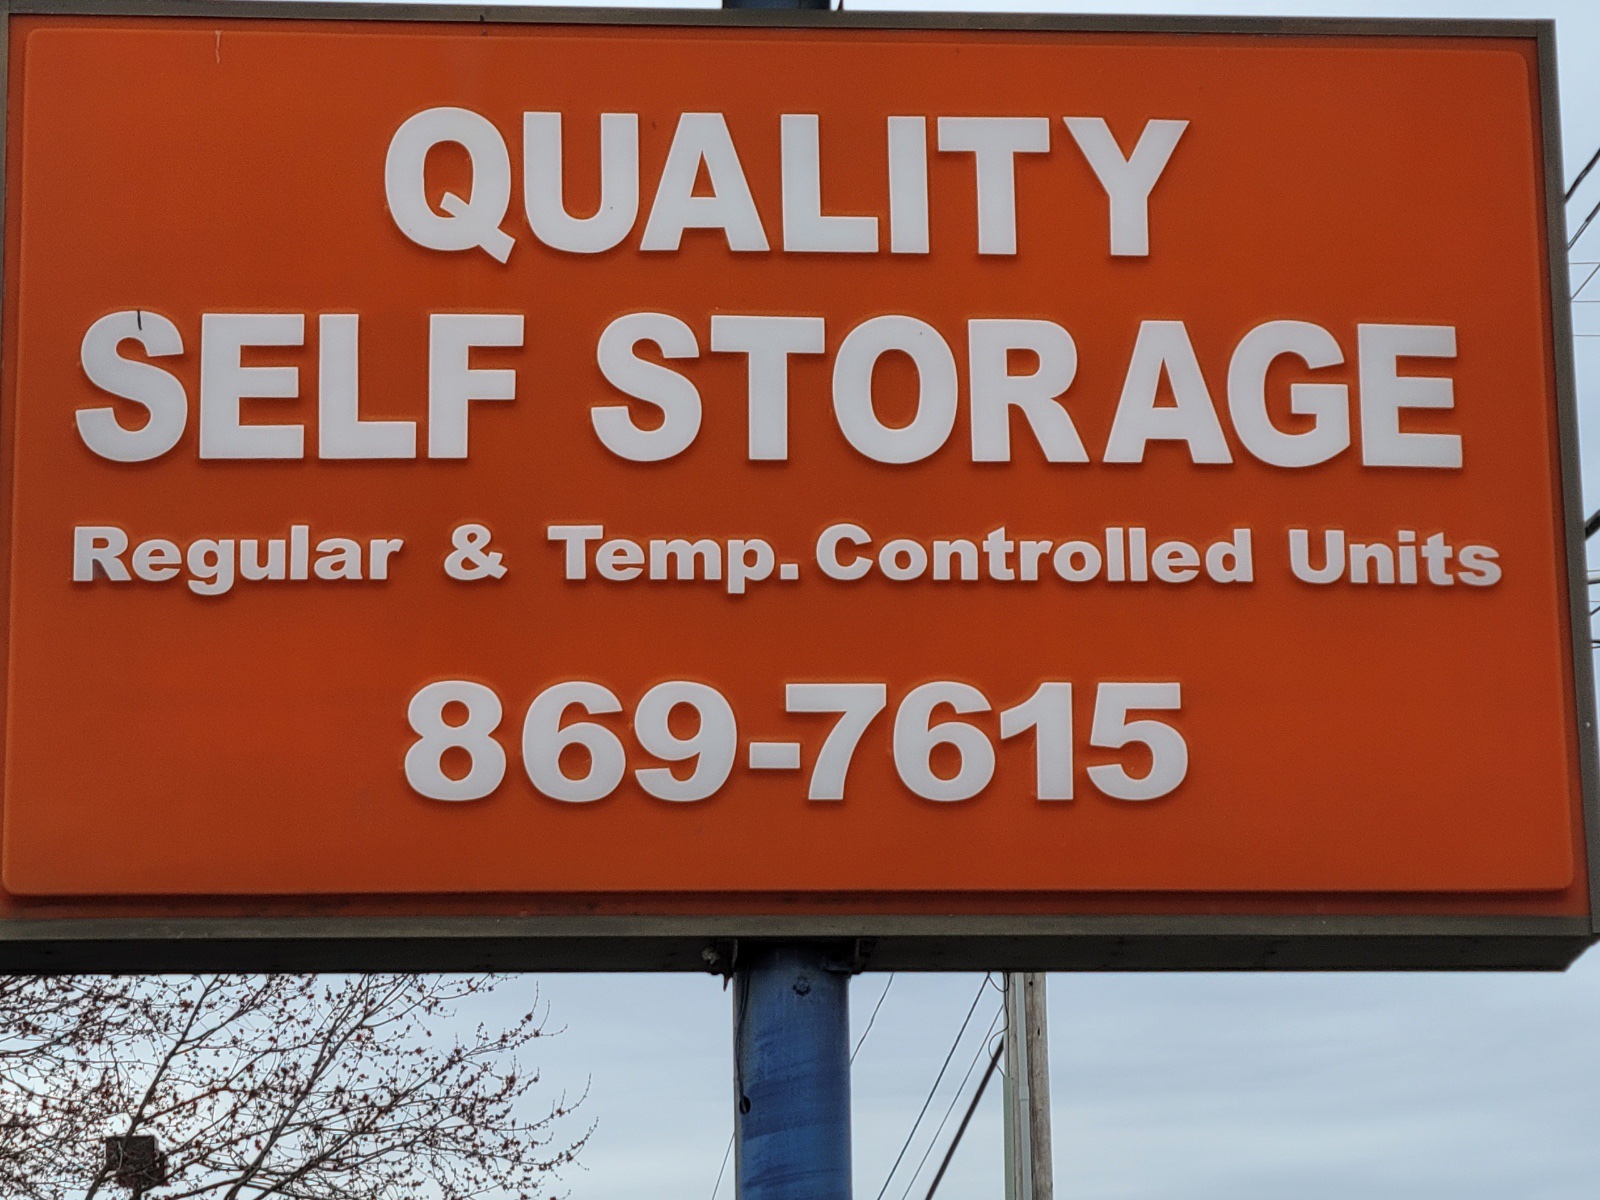 QUALITY
SELF STORAGE
Regular & Temp. Controlled Units
869-7615